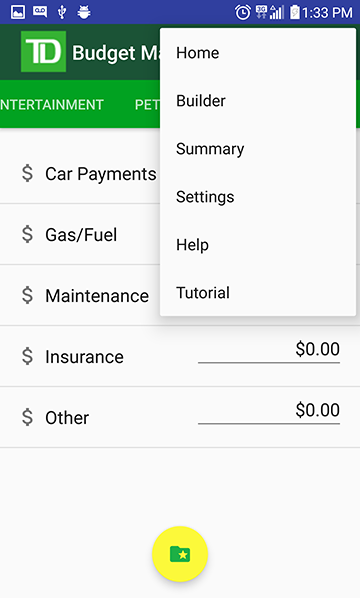 3G 1:33 PM
TD Budget Ma
NTERTAINMENT PET
Home
Builder
Summary
Settings
Help
Tutorial
$ Car Payments
$ Gas/Fuel
$ Maintenance
$ Insurance $0.00
$ Other $0.00